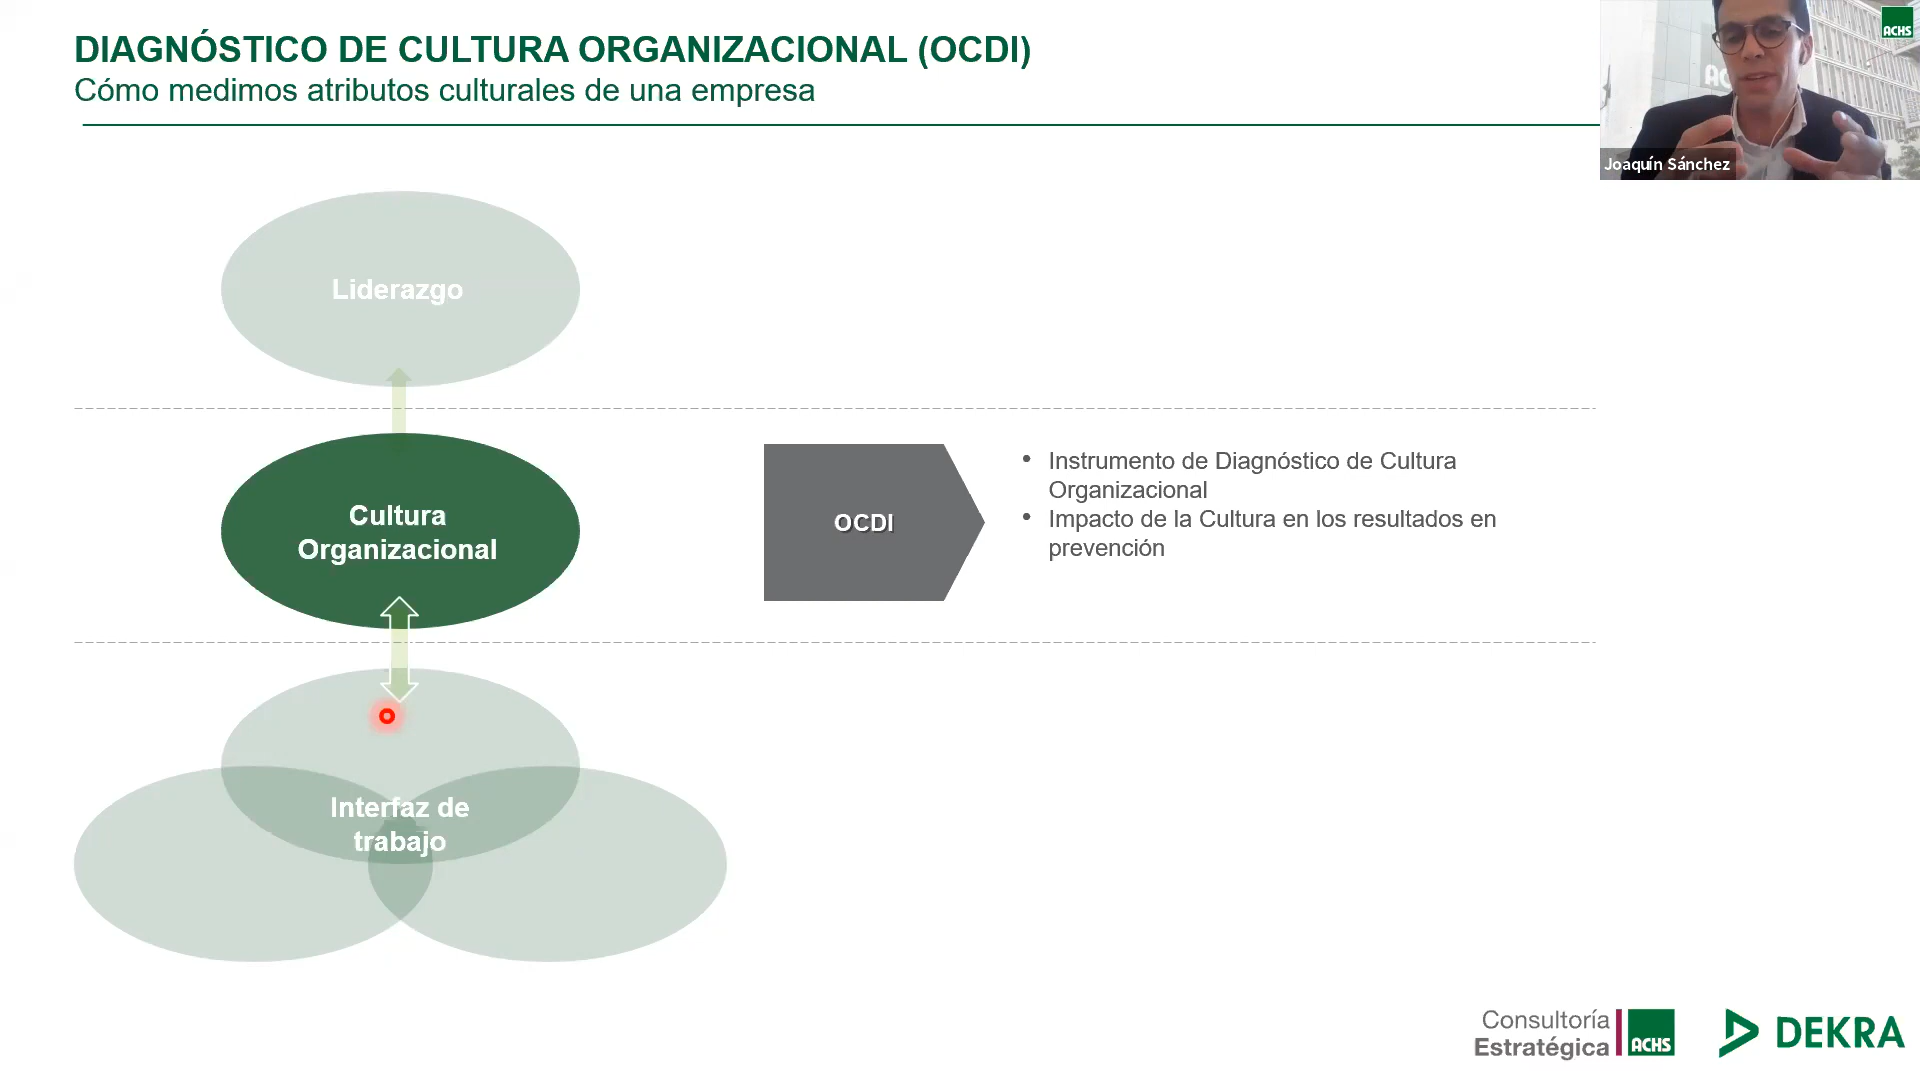 DIAGNÓSTICO DE CULTURA ORGANIZACIONAL (OCDI)
Cómo medimos atributos culturales de una empresa
ACHS
Joaquín Sánchez
Liderazgo
Cultura
Organizacional
OCDI
• Instrumento de Diagnóstico de Cultura
Organizacional
• Impacto de la Cultura en los resultados en
prevención
Interfaz de
trabajo
Consultoría
Estratégica
ACHS
DEKRA